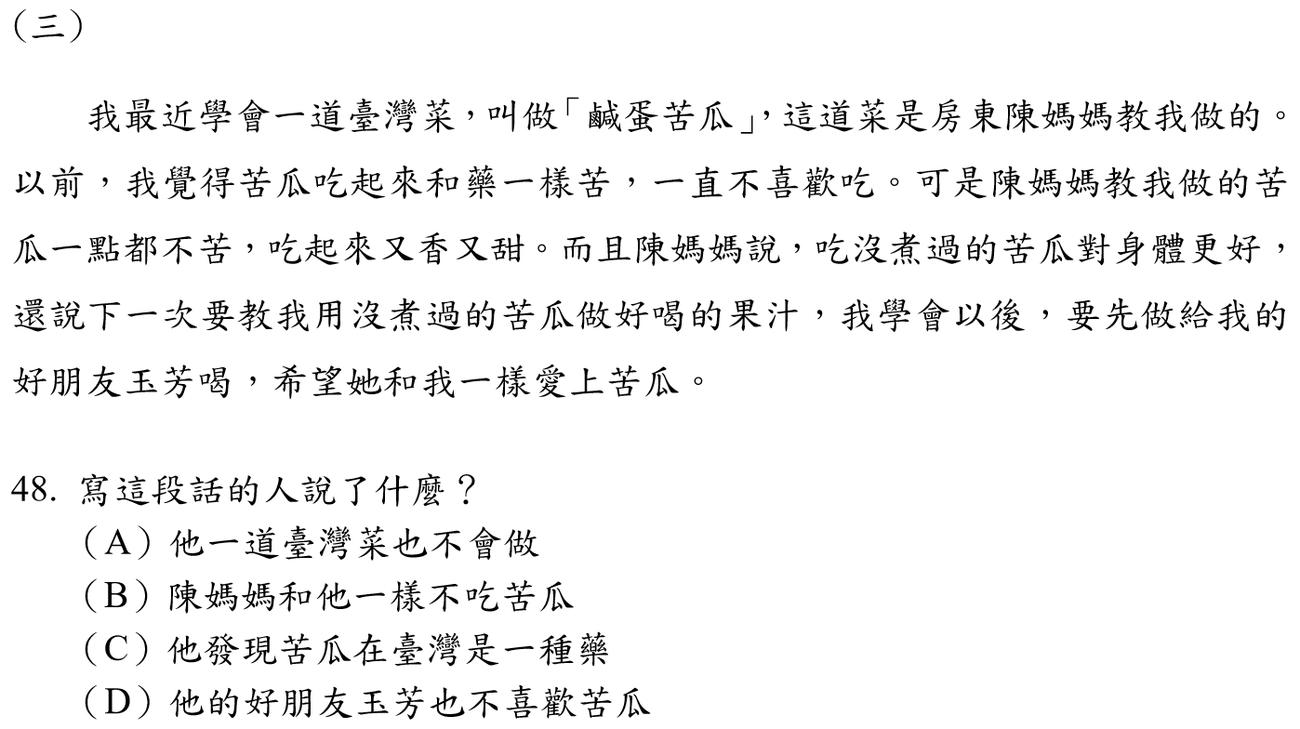 （三）
我最近學會一道臺灣菜，叫做「鹹蛋苦瓜」，這道菜是房東陳媽媽教我做的。
以前，我覺得苦瓜吃起來和藥一樣苦，一直不喜歡吃。可是陳媽媽教我做的苦
瓜一點都不苦，吃起來又香又甜。而且陳媽媽說，吃沒煮過的苦瓜對身體更好，
還說下一次要教我用沒煮過的苦瓜做好喝的果汁，我學會以後，要先做給我的
好朋友玉芳喝，希望她和我一樣愛上苦瓜。
48. 寫這段話的人說了什麼？
（A）他一道臺灣菜也不會做
（B）陳媽媽和他一樣不吃苦瓜
（C）他發現苦瓜在臺灣是一種藥
（D）他的好朋友玉芳也不喜歡苦瓜